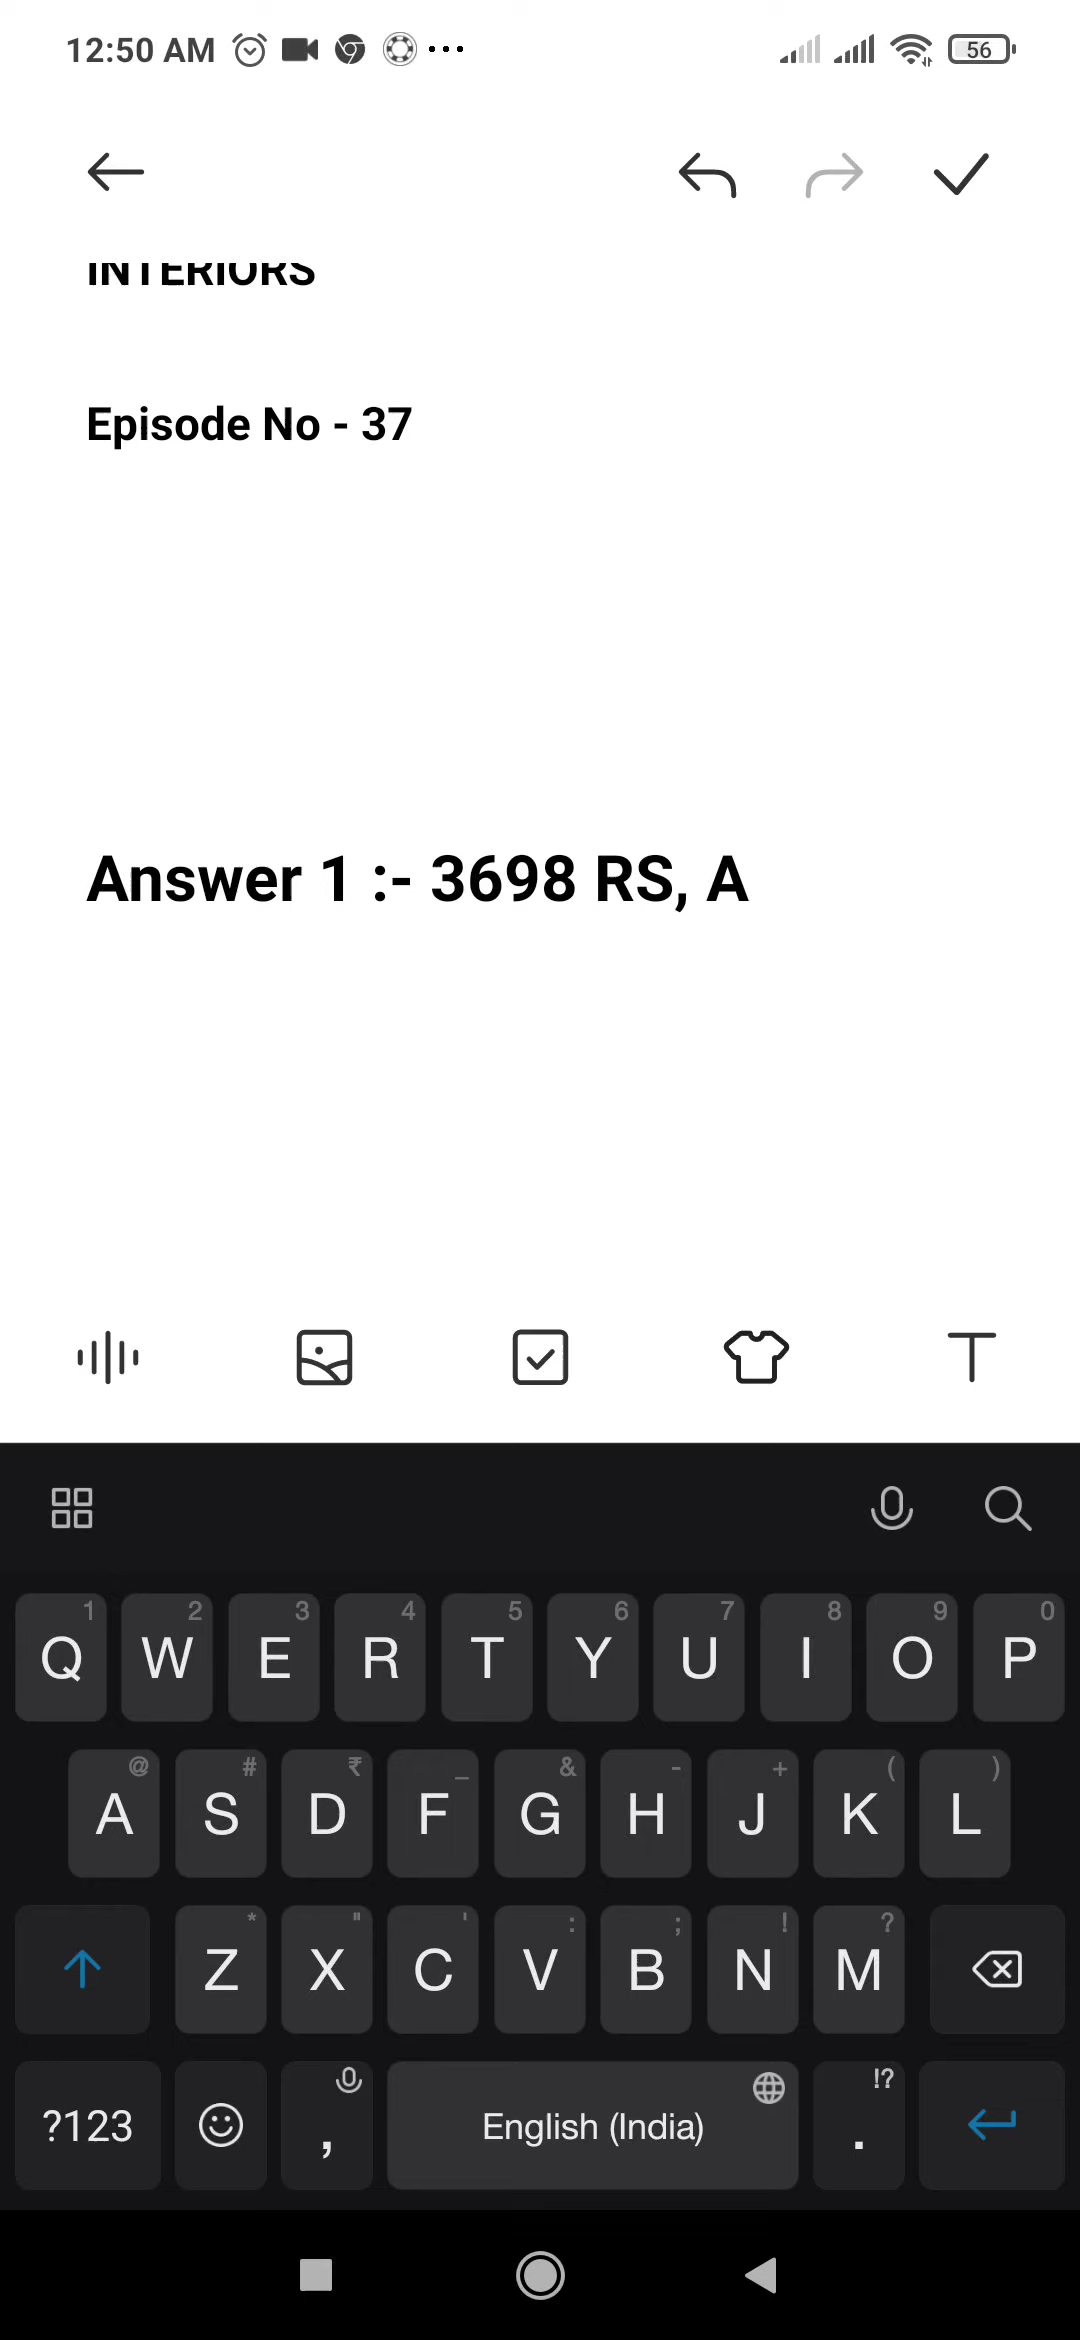 12:50 AM
56
INTERIORS
Episode No - 37
Answer 1 :- 3698 RS, A
T
1 2 3 4 5 6 7 8 9 0
Q W E R T Y U I O P
@ # ₹ _ & - + ( )
A S D F G H J K L
* " ' : ; ! ?
Z X C V B N M
!?
?123 , English (India) .